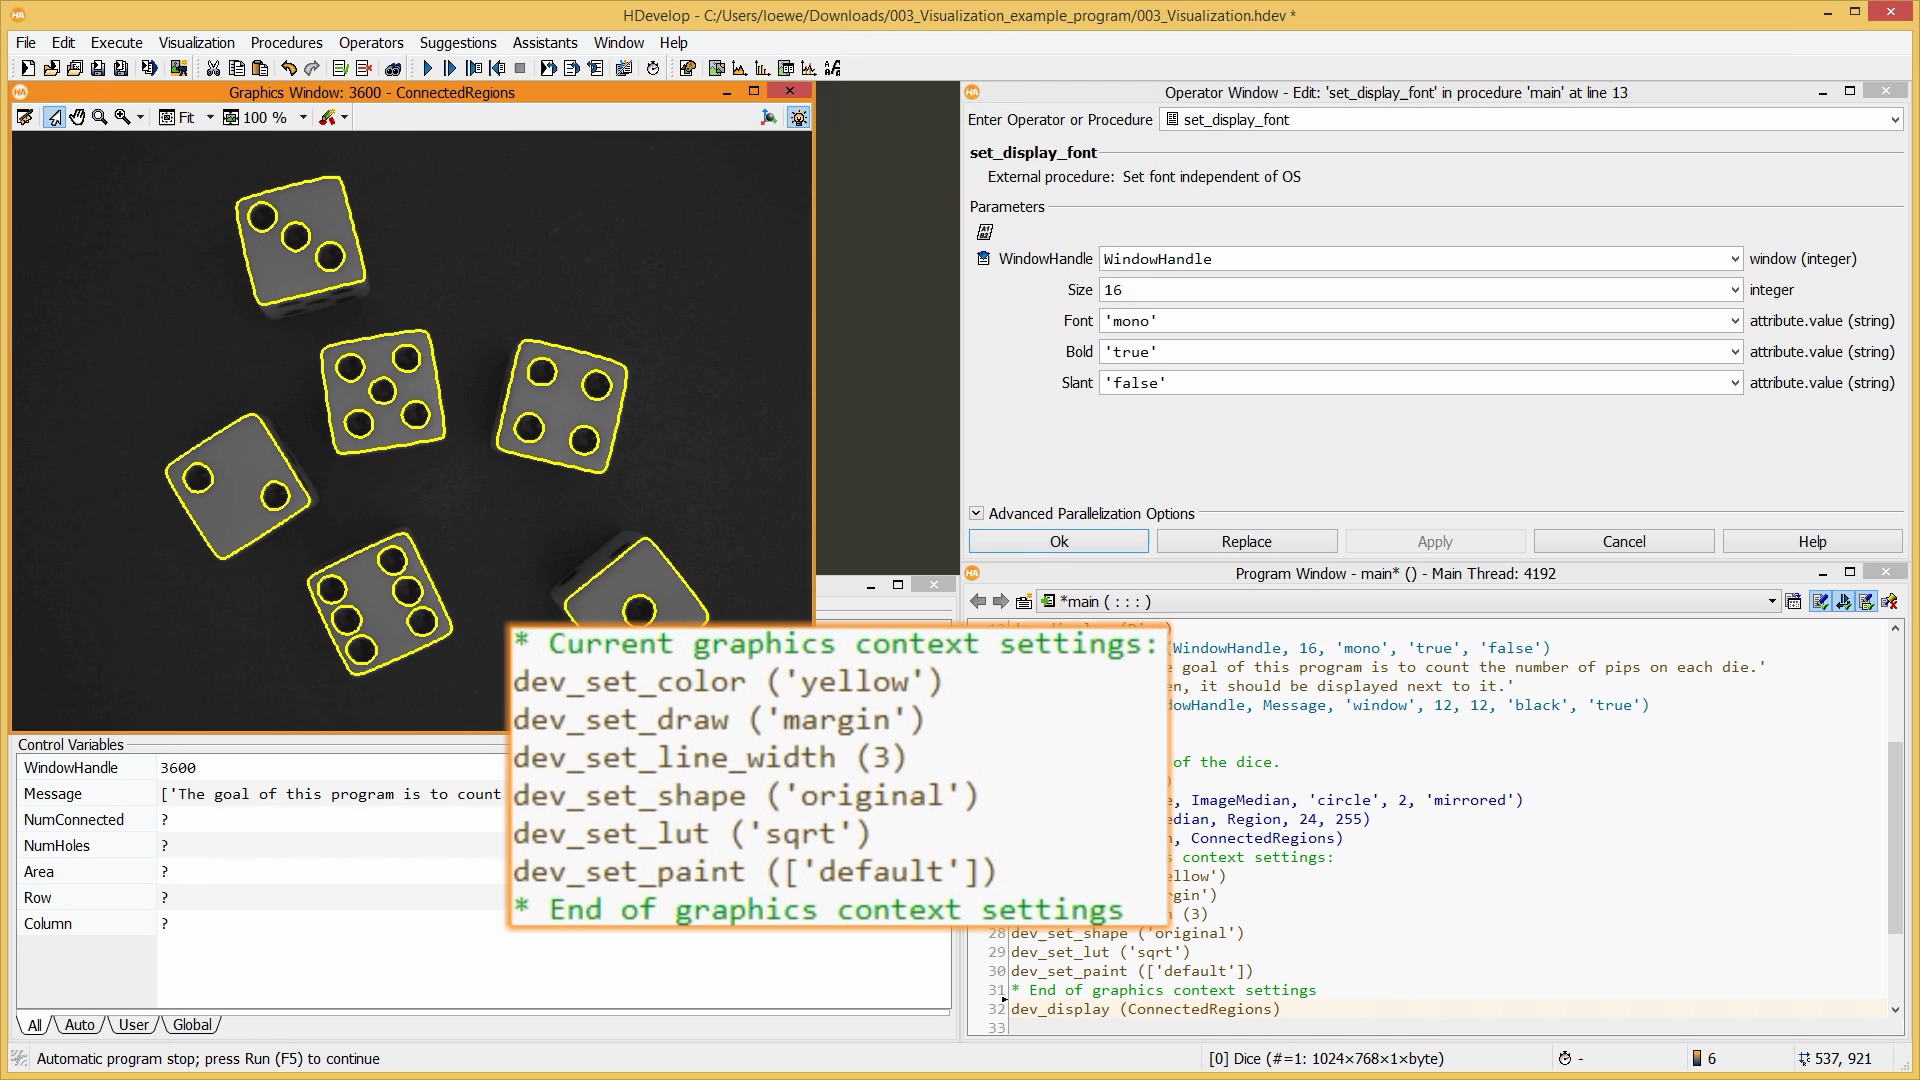 HDevelop - C:/Users/loewe/Downloads/003_Visualization_example_program/003_Visualization.hdev *
File Edit Execute Visualization Procedures Operators Suggestions Assistants Window Help
Graphics Window: 3600 - ConnectedRegions
Fit 100 %
Operator Window - Edit: 'set_display_font' in procedure 'main' at line 13
Enter Operator or Procedure set_display_font
set_display_font
External procedure: Set font independent of OS
Parameters
WindowHandle WindowHandle window (integer)
Size 16 integer
Font 'mono' attribute.value (string)
Bold 'true' attribute.value (string)
Slant 'false' attribute.value (string)
Advanced Parallelization Options
Ok Replace Apply Cancel Help
Program Window - main* () - Main Thread: 4192
*main ( : : : )
WindowHandle, 16, 'mono', 'true', 'false')
goal of this program is to count the number of pips on each die.'
en, it should be displayed next to it.'
dowHandle, Message, 'window', 12, 12, 'black', 'true')
of the dice.
, ImageMedian, 'circle', 2, 'mirrored')
edian, Region, 24, 255)
, ConnectedRegions)
context settings:
ellow')
rgin')
(3)
28 dev_set_shape ('original')
29 dev_set_lut ('sqrt')
30 dev_set_paint (['default'])
31 * End of graphics context settings
32 dev_display (ConnectedRegions)
33
* Current graphics context settings:
dev_set_color ('yellow')
dev_set_draw ('margin')
dev_set_line_width (3)
dev_set_shape ('original')
dev_set_lut ('sqrt')
dev_set_paint (['default'])
* End of graphics context settings
Control Variables
WindowHandle 3600
Message ['The goal of this program is to count
NumConnected ?
NumHoles ?
Area ?
Row ?
Column ?
All Auto User Global
Automatic program stop; press Run (F5) to continue
[0] Dice (#=1: 1024×768×1×byte) - 6 537, 921